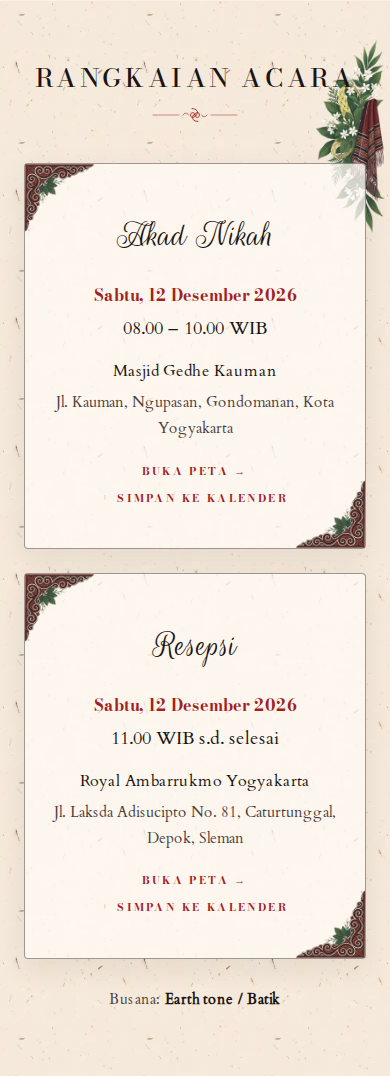 RANGKAIAN ACARA
Akad Nikah
Sabtu, 12 Desember 2026
08.00 – 10.00 WIB
Masjid Gedhe Kauman
Jl. Kauman, Ngupasan, Gondomanan, Kota
Yogyakarta
BUKA PETA →
SIMPAN KE KALENDER
Resepsi
Sabtu, 12 Desember 2026
11.00 WIB s.d. selesai
Royal Ambarrukmo Yogyakarta
Jl. Laksda Adisucipto No. 81, Caturtunggal,
Depok, Sleman
BUKA PETA →
SIMPAN KE KALENDER
Busana: Earth tone / Batik